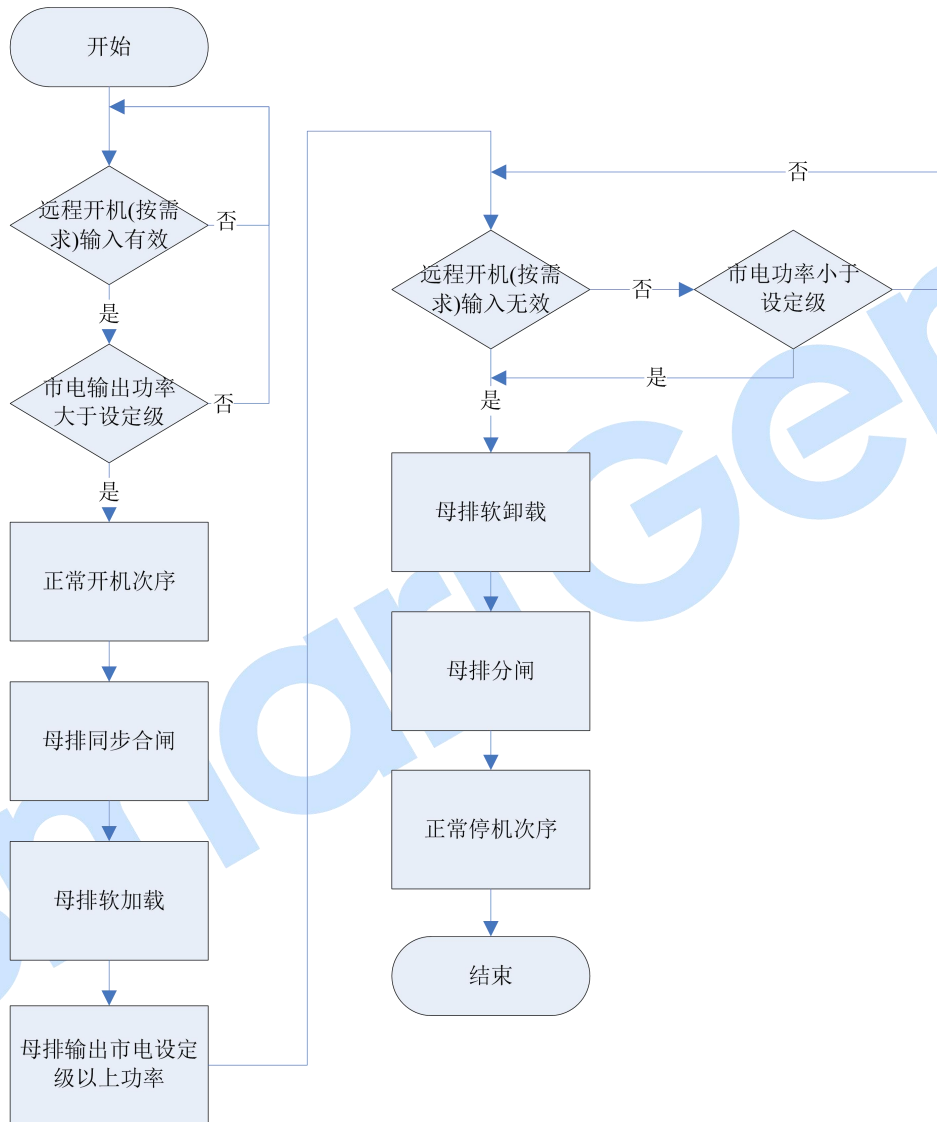 开始
远程开机(按需
求)输入有效
否
是
市电输出功率
大于设定级
否
是
正常开机次序
母排同步合闸
母排软加载
母排输出市电设定
级以上功率
否
远程开机(按需
求)输入无效
否
市电功率小于
设定级
是
是
母排软卸载
母排分闸
正常停机次序
结束